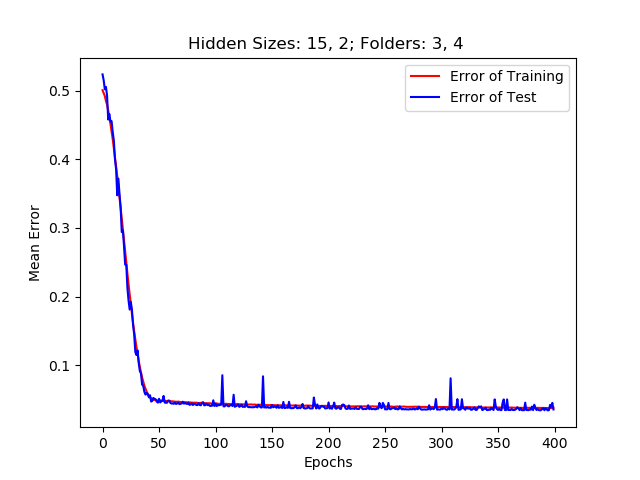 Hidden Sizes: 15, 2; Folders: 3, 4
Error of Training
Error of Test
Mean Error
0.5
0.4
0.3
0.2
0.1
0 50 100 150 200 250 300 350 400
Epochs